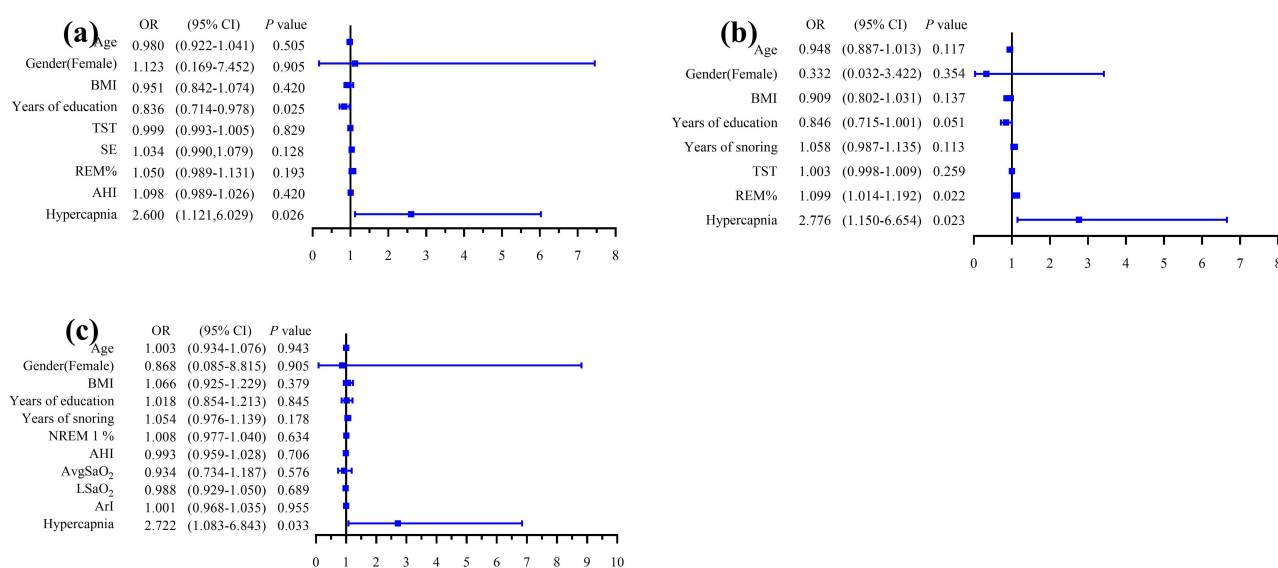 (a)
OR (95% CI) P value
Age 0.980 (0.922-1.041) 0.505
Gender(Female) 1.123 (0.169-7.452) 0.905
BMI 0.951 (0.842-1.074) 0.420
Years of education 0.836 (0.714-0.978) 0.025
TST 0.999 (0.993-1.005) 0.829
SE 1.034 (0.990,1.079) 0.128
REM% 1.050 (0.989-1.131) 0.193
AHI 1.098 (0.989-1.026) 0.420
Hypercapnia 2.600 (1.121,6.029) 0.026
0 1 2 3 4 5 6 7 8
(b)
OR (95% CI) P value
Age 0.948 (0.887-1.013) 0.117
Gender(Female) 0.332 (0.032-3.422) 0.354
BMI 0.909 (0.802-1.031) 0.137
Years of education 0.846 (0.715-1.001) 0.051
Years of snoring 1.058 (0.987-1.135) 0.113
TST 1.003 (0.998-1.009) 0.259
REM% 1.099 (1.014-1.192) 0.022
Hypercapnia 2.776 (1.150-6.654) 0.023
0 1 2 3 4 5 6 7 8
(c)
OR (95% CI) P value
Age 1.003 (0.934-1.076) 0.943
Gender(Female) 0.868 (0.085-8.815) 0.905
BMI 1.066 (0.925-1.229) 0.379
Years of education 1.018 (0.854-1.213) 0.845
Years of snoring 1.054 (0.976-1.139) 0.178
NREM 1 % 1.008 (0.977-1.040) 0.634
AHI 0.993 (0.959-1.028) 0.706
AvgSaO₂ 0.934 (0.734-1.187) 0.576
LSaO₂ 0.988 (0.929-1.050) 0.689
ArI 1.001 (0.968-1.035) 0.955
Hypercapnia 2.722 (1.083-6.843) 0.033
0 1 2 3 4 5 6 7 8 9 10